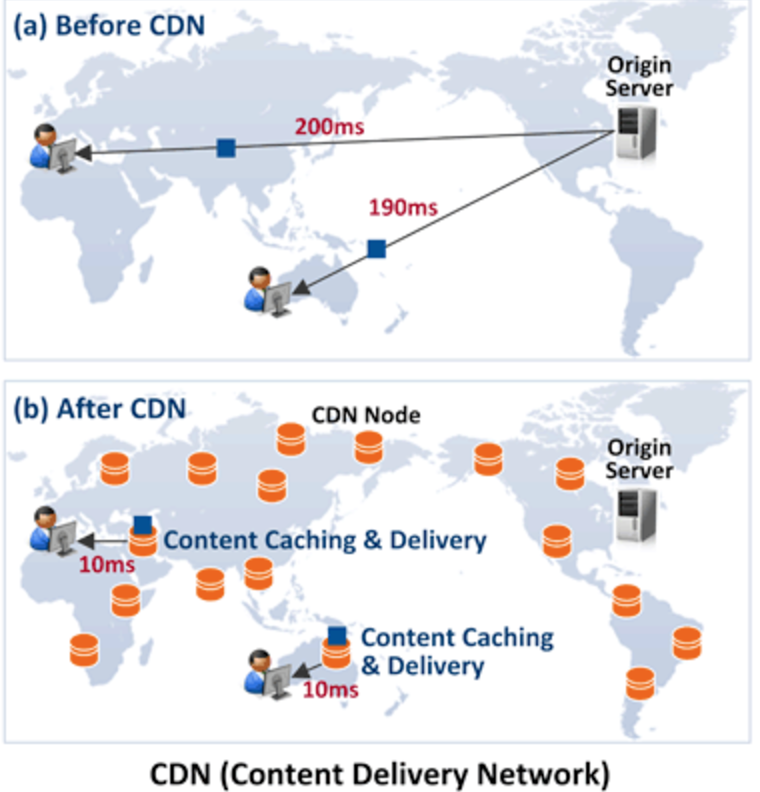 (a) Before CDN
Origin
Server
200ms
190ms
(b) After CDN
CDN Node
Origin
Server
Content Caching & Delivery
10ms
Content Caching
& Delivery
10ms
CDN (Content Delivery Network)